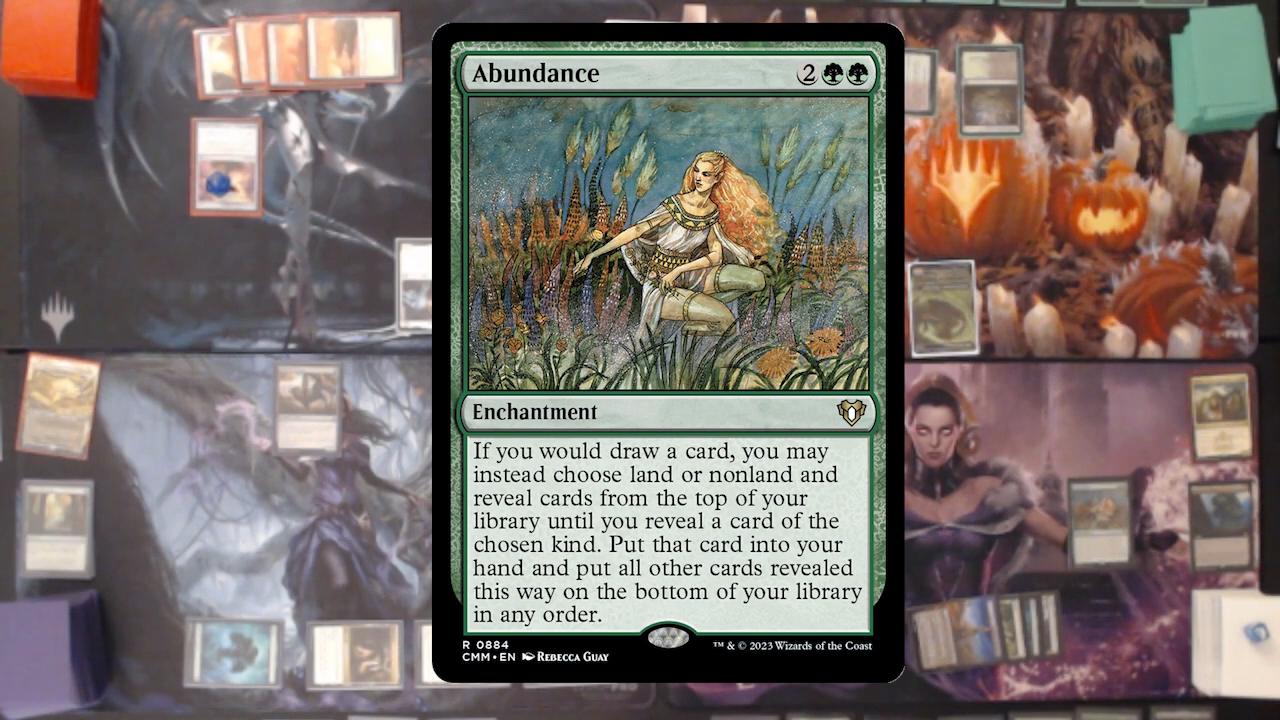 Abundance 2
Enchantment
If you would draw a card, you may
instead choose land or nonland and
reveal cards from the top of your
library until you reveal a card of the
chosen kind. Put that card into your
hand and put all other cards revealed
this way on the bottom of your library
in any order.
R 0884
CMM • EN Rebecca Guay
™ & © 2023 Wizards of the Coast